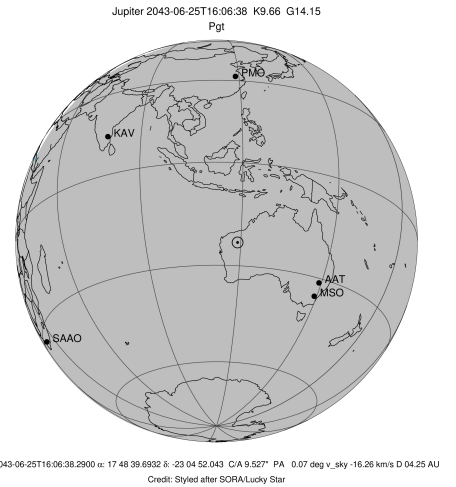 Jupiter 2043-06-25T16:06:38 K9.66 G14.15
Pgt
PMO
KAV
AAT
MSO
SAAO
043-06-25T16:06:38.2900 α: 17 48 39.6932 δ: -23 04 52.043 C/A 9.527" PA 0.07 deg v_sky -16.26 km/s D 04.25 AU
Credit: Styled after SORA/Lucky Star